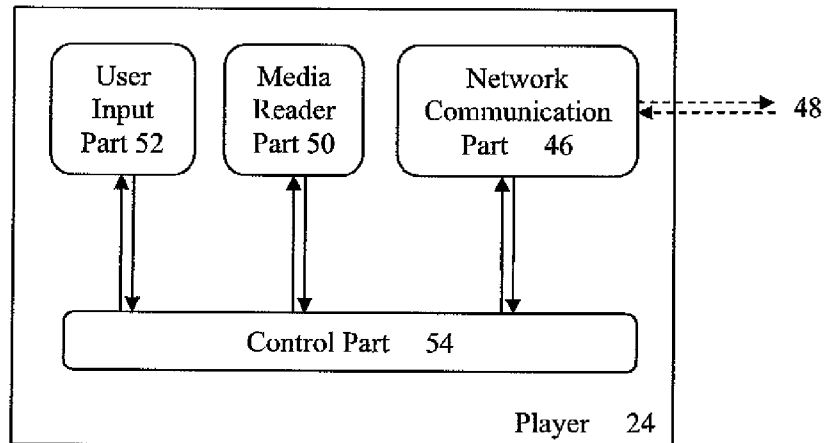 User
Input
Part 52
Media
Reader
Part 50
Network
Communication
Part 46
48
Control Part 54
Player 24